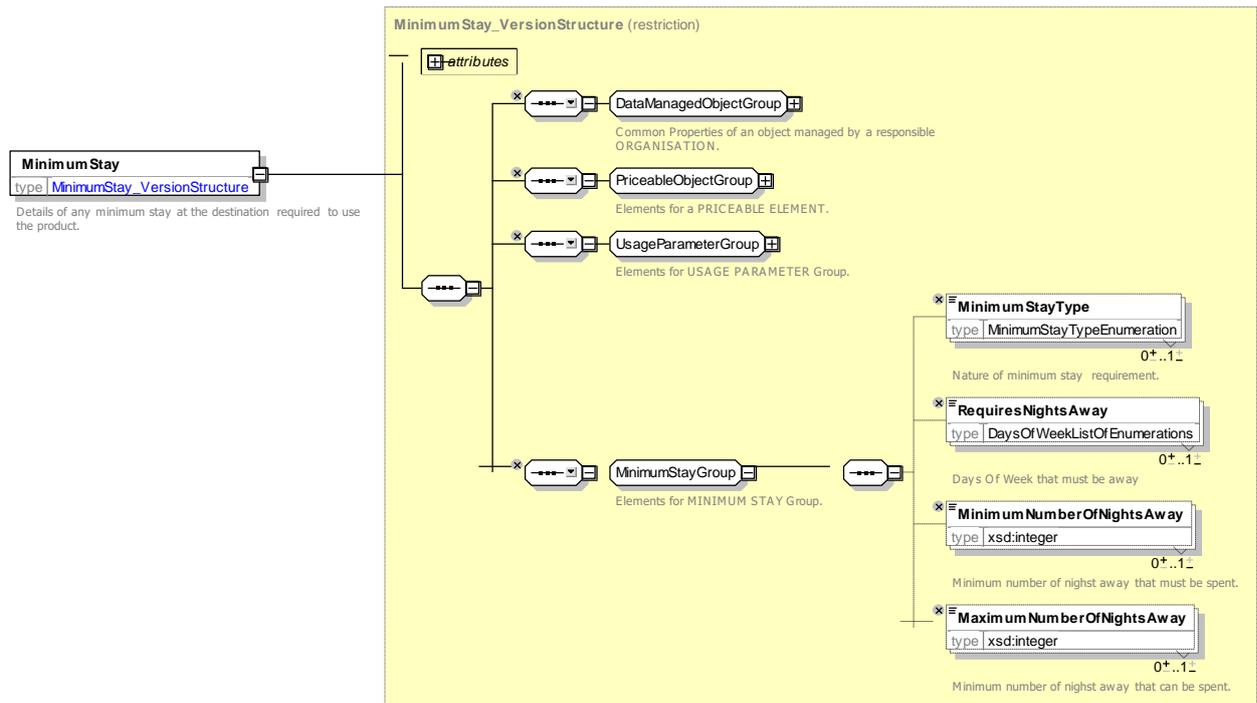 MinimumStay_VersionStructure (restriction)
attributes
DataManagedObjectGroup
Common Properties of an object managed by a responsible
ORGANISATION.
MinimumStay
type MinimumStay_VersionStructure
Details of any minimum stay at the destination required to use
the product.
PriceableObjectGroup
Elements for a PRICEABLE ELEMENT.
UsageParameterGroup
Elements for USAGE PARAMETER Group.
MinimumStayGroup
Elements for MINIMUM STAY Group.
MinimumStayType
type MinimumStayTypeEnumeration
0..1
Nature of minimum stay requirement.
RequiresNightsAway
type DaysOfWeekListOfEnumerations
0..1
Days Of Week that must be away
MinimumNumberOfNightsAway
type xsd:integer
0..1
Minimum number of nighst away that must be spent.
MaximumNumberOfNightsAway
type xsd:integer
0..1
Minimum number of nighst away that can be spent.